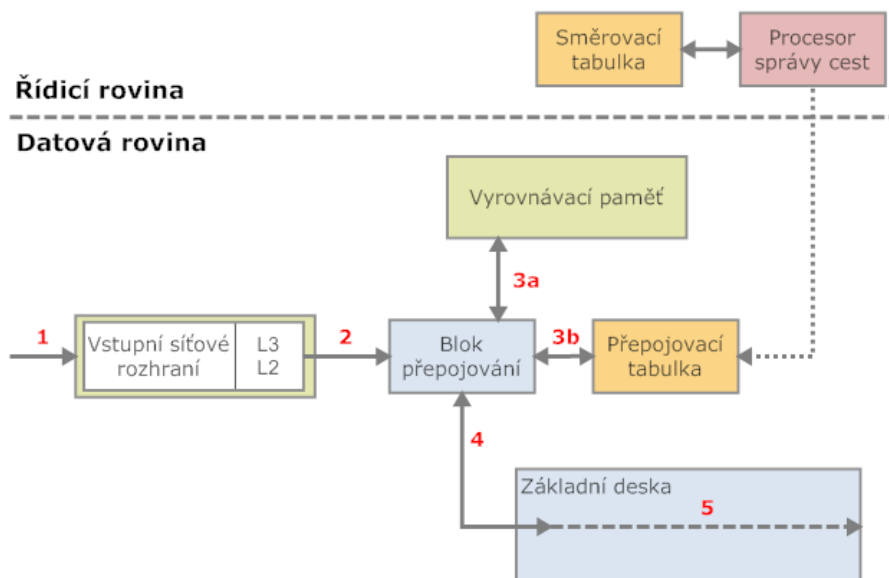 Směrovací
tabulka
Procesor
správy cest
Řídicí rovina
Datová rovina
Vyrovnávací paměť
3a
1
Vstupní síťové
rozhraní
L3
L2
2
Blok
přepojování
3b
Přepojovací
tabulka
4
Základní deska
5